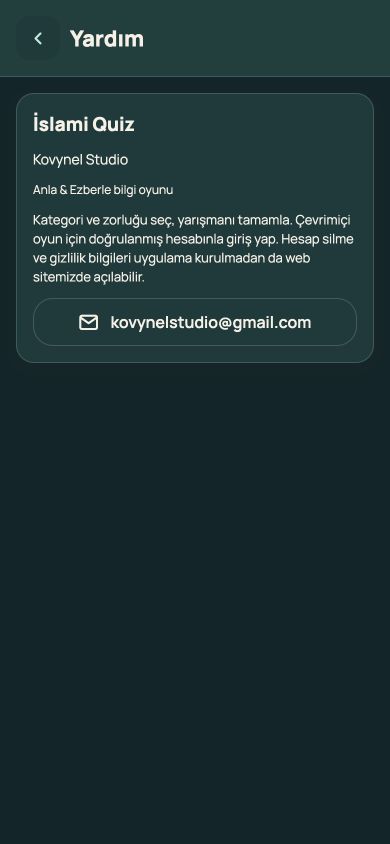 Yardım
İslami Quiz
Kovynel Studio
Anla & Ezberle bilgi oyunu
Kategori ve zorluğu seç, yarışmanı tamamla. Çevrimiçi
oyun için doğrulanmış hesabınla giriş yap. Hesap silme
ve gizlilik bilgileri uygulama kurulmadan da web
sitemizde açılabilir.
kovynelstudio@gmail.com